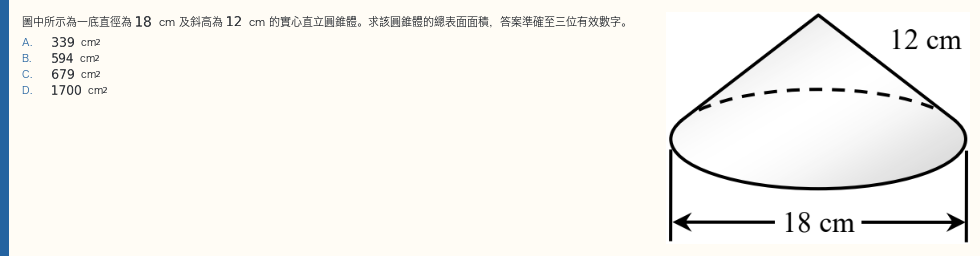 圖中所示為一底直徑為 18 cm 及斜高為 12 cm 的實心直立圓錐體。求該圓錐體的總表面面積，答案準確至三位有效數字。
A. 339 cm2
B. 594 cm2
C. 679 cm2
D. 1700 cm2
12 cm
18 cm